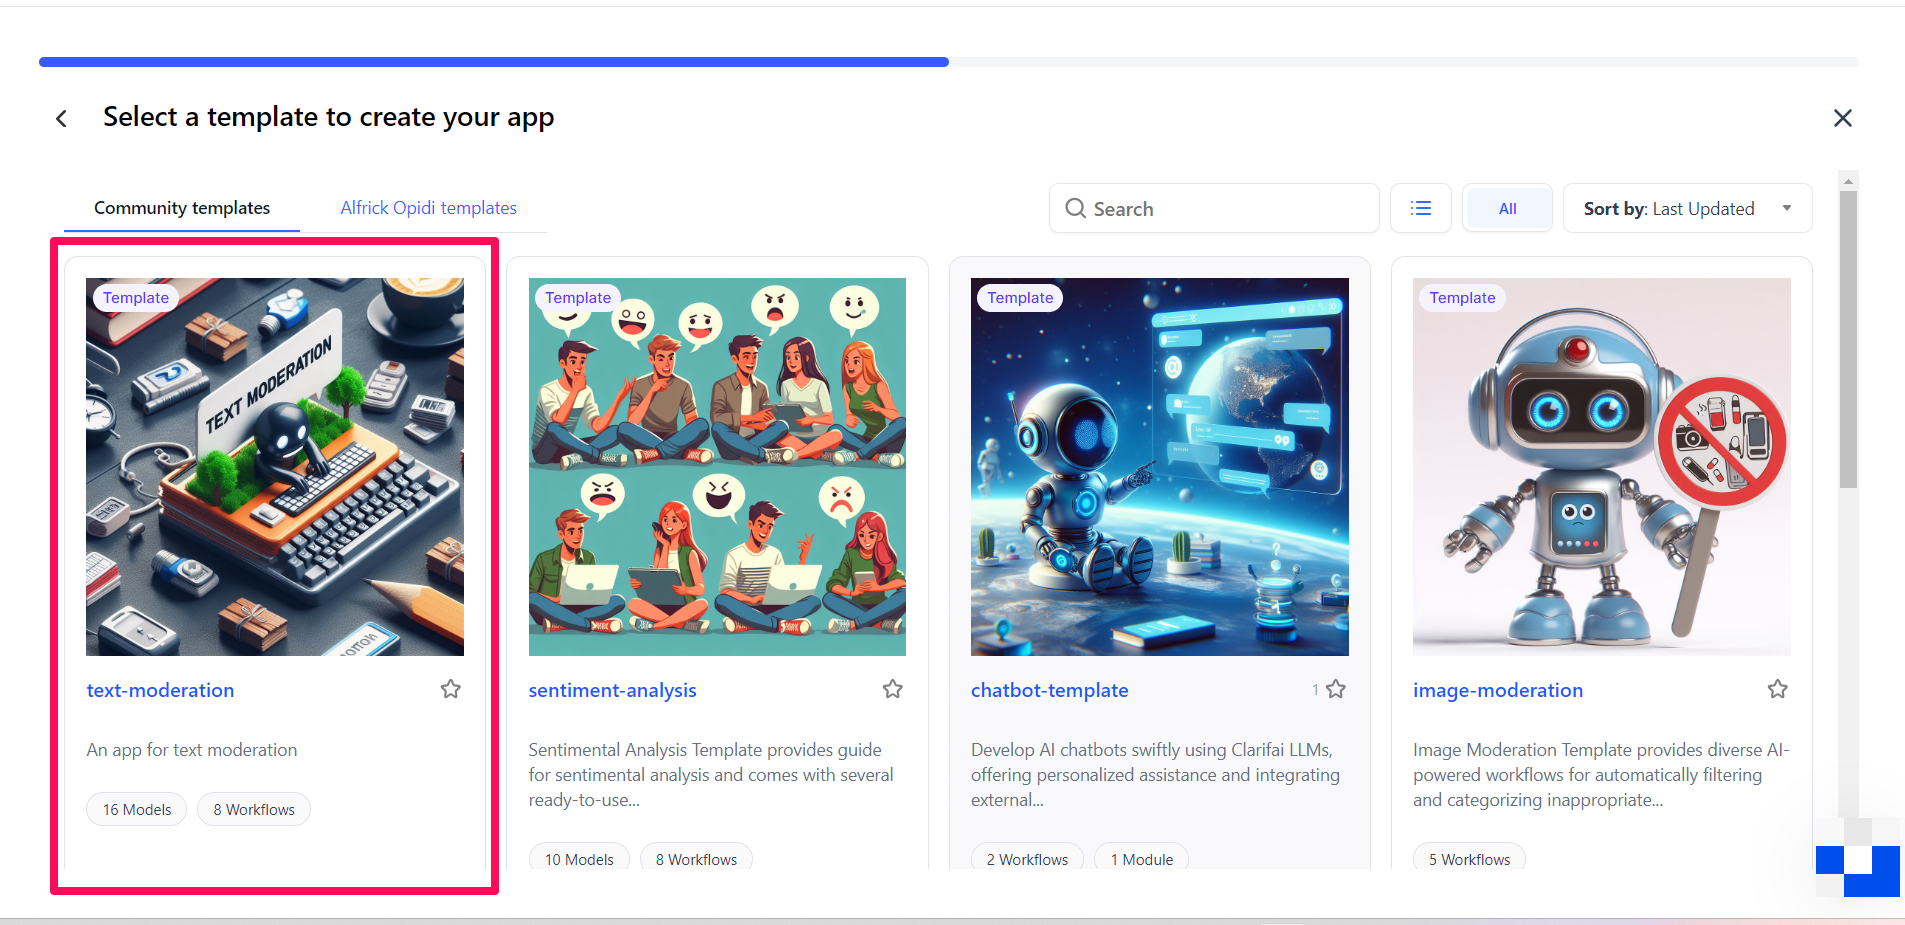 Select a template to create your app
Community templates
Alfrick Opidi templates
Search
All
Sort by: Last Updated
Template
TEXT MODERATION
text-moderation
An app for text moderation
16 Models
8 Workflows
Template
sentiment-analysis
Sentimental Analysis Template provides guide
for sentimental analysis and comes with several
ready-to-use...
10 Models
8 Workflows
Template
chatbot-template
1
Develop AI chatbots swiftly using Clarifai LLMs,
offering personalized assistance and integrating
external...
2 Workflows
1 Module
Template
image-moderation
Image Moderation Template provides diverse AI-
powered workflows for automatically filtering
and categorizing inappropriate...
5 Workflows